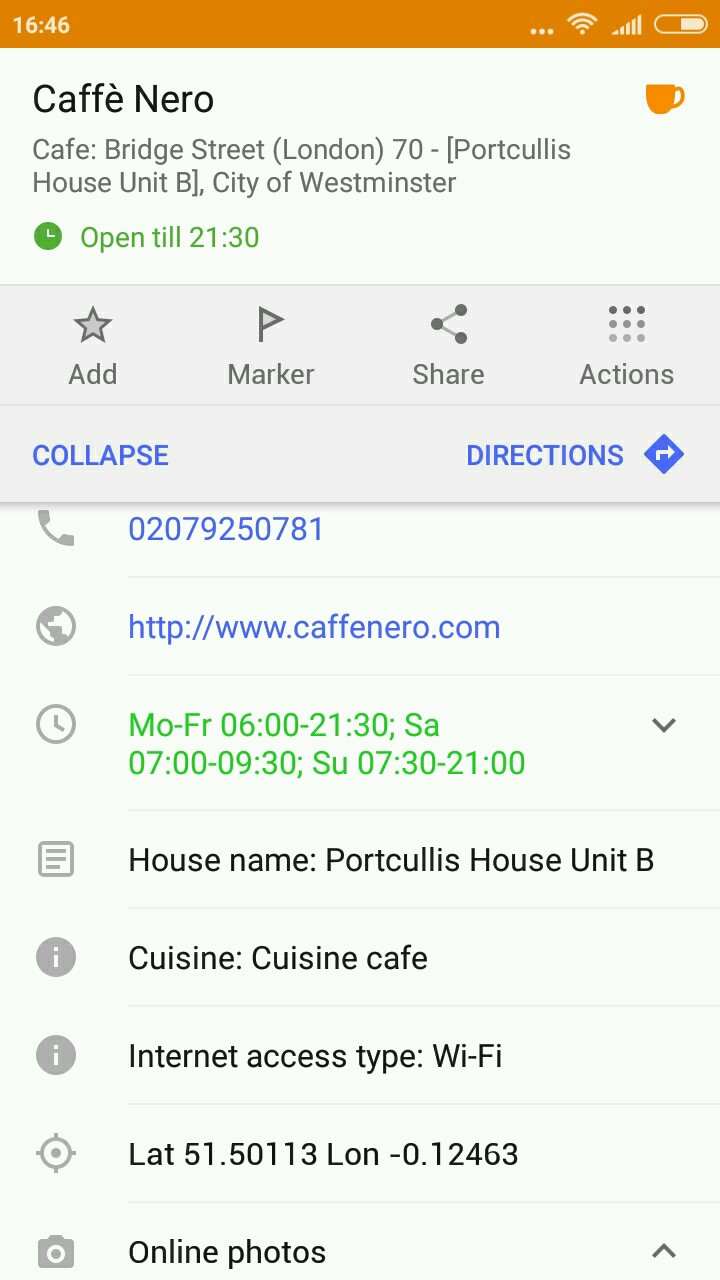 16:46
Caffè Nero
Cafe: Bridge Street (London) 70 - [Portcullis
House Unit B], City of Westminster
Open till 21:30
Add Marker Share Actions
COLLAPSE DIRECTIONS
02079250781
http://www.caffenero.com
Mo-Fr 06:00-21:30; Sa
07:00-09:30; Su 07:30-21:00
House name: Portcullis House Unit B
Cuisine: Cuisine cafe
Internet access type: Wi-Fi
Lat 51.50113 Lon -0.12463
Online photos